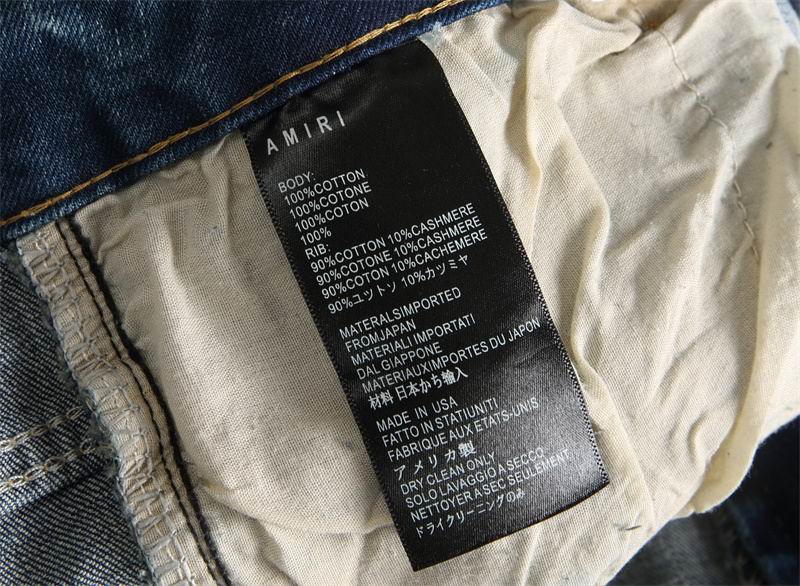 AMIRI
BODY:
100%COTTON
100%COTONE
100%COTON
100%
RIB:
90%COTTON 10%CASHMERE
90%COTONE 10%CASHMERE
90%COTON 10%CACHEMERE
90%ユットソ 10%カツミヤ
MATERALSIMPORTED
FROMJAPAN
MATERIALI IMPORTATI
DAL GIAPPONE
MATERIAUXIMPORTES DU JAPON
材料 日本から輸入
MADE IN USA
FATTO IN STATIUNITI
FABRIQUE AUX ETATS-UNIS
アメリカ製
DRY CLEAN ONLY
SOLO LAVAGGIO A SECCO
NETTOYER A SEC SEULEMENT
ドライクリーニングのみ